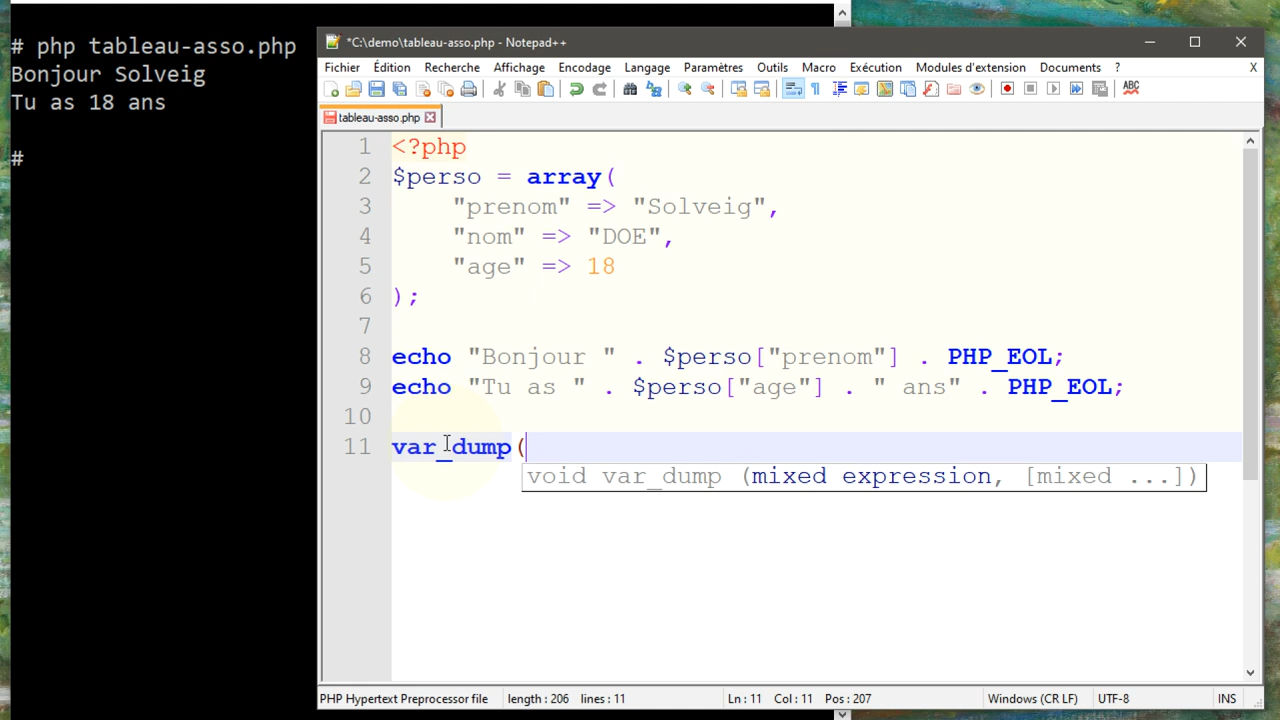 # php tableau-asso.php
Bonjour Solveig
Tu as 18 ans
#
*C:\demo\tableau-asso.php - Notepad++
Fichier Édition Recherche Affichage Encodage Langage Paramètres Outils Macro Exécution Modules d'extension Documents ? X
ABC
tableau-asso.php
1 <?php
2 $perso = array(
3 "prenom" => "Solveig",
4 "nom" => "DOE",
5 "age" => 18
6 );
7
8 echo "Bonjour " . $perso["prenom"] . PHP_EOL;
9 echo "Tu as " . $perso["age"] . " ans" . PHP_EOL;
10
11 var_dump(
void var_dump (mixed expression, [mixed ...])
PHP Hypertext Preprocessor file length : 206 lines : 11 Ln : 11 Col : 11 Pos : 207 Windows (CR LF) UTF-8 INS